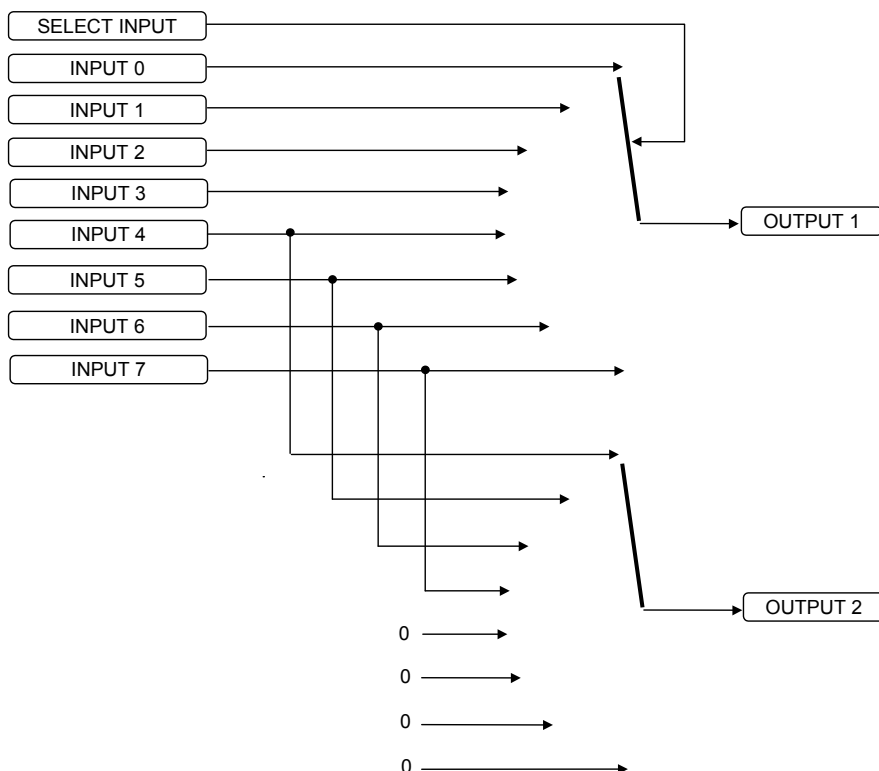 SELECT INPUT
INPUT 0
INPUT 1
INPUT 2
INPUT 3
INPUT 4
OUTPUT 1
INPUT 5
INPUT 6
INPUT 7
OUTPUT 2
0
0
0
0